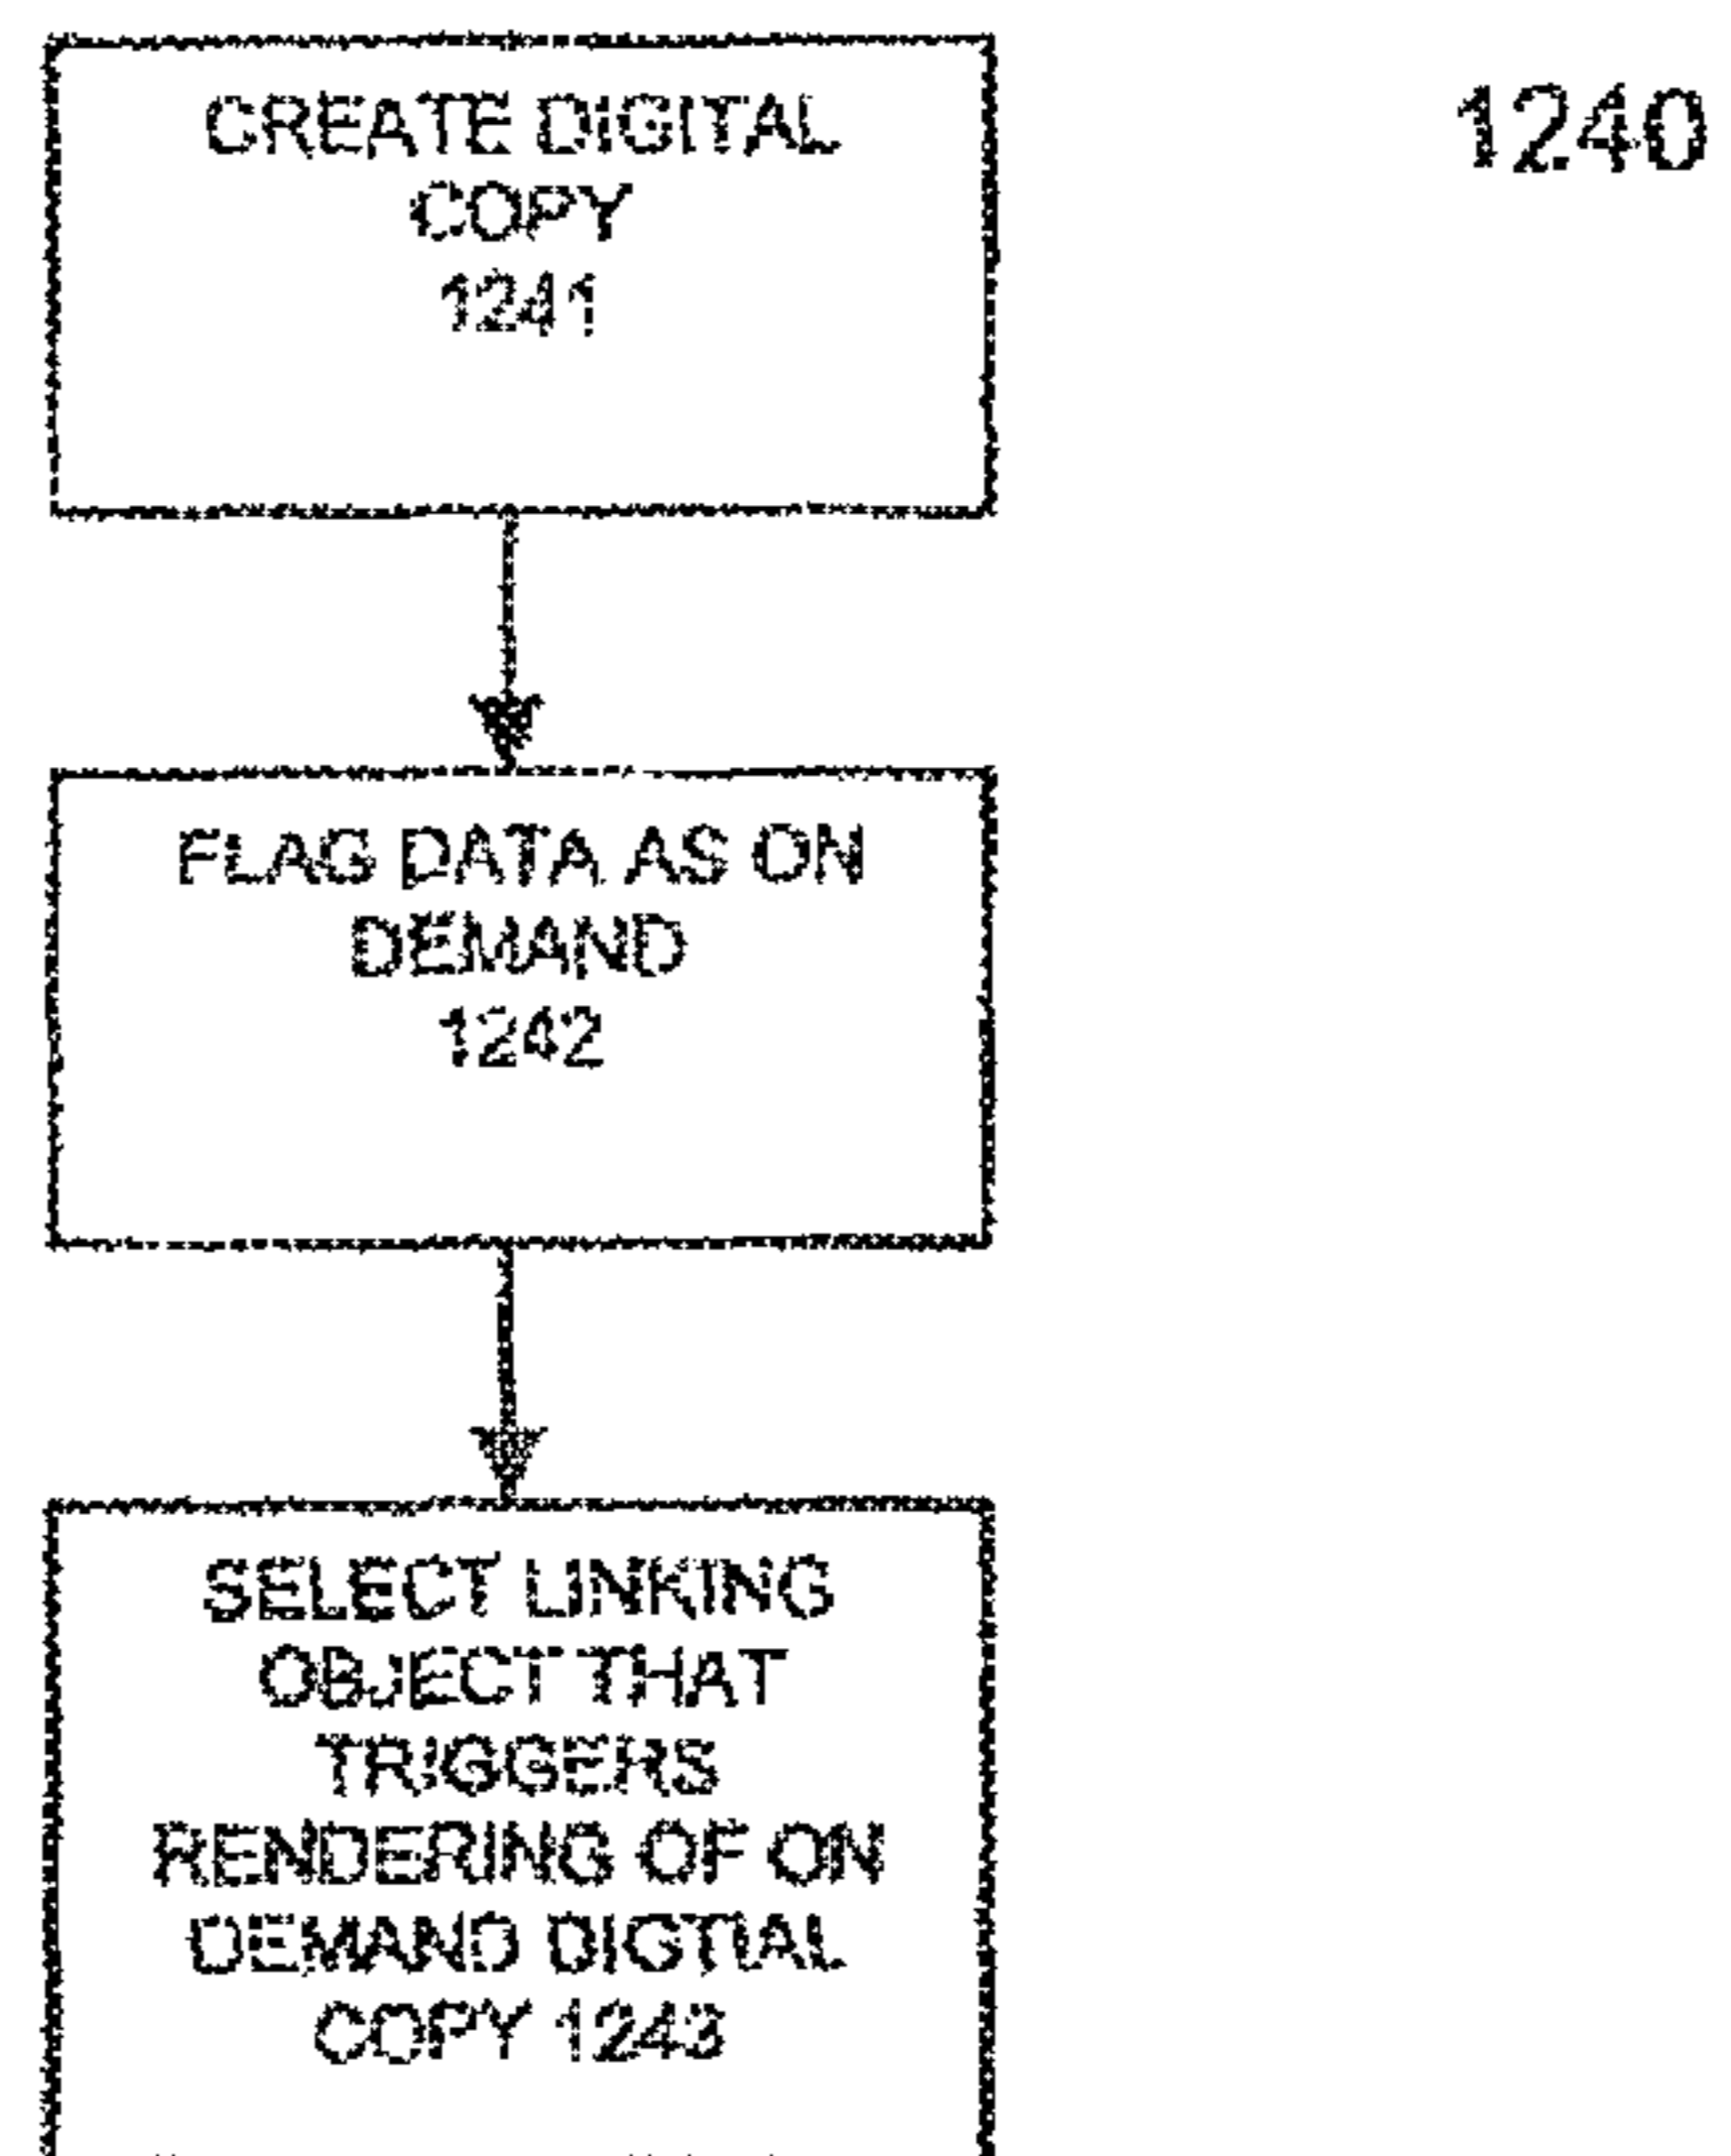 CREATE DIGITAL
COPY
1241
1240
FLAG DATA AS ON
DEMAND
1242
SELECT LINKING
OBJECT THAT
TRIGGERS
RENDERING OF ON
DEMAND DIGTIAL
COPY 1243